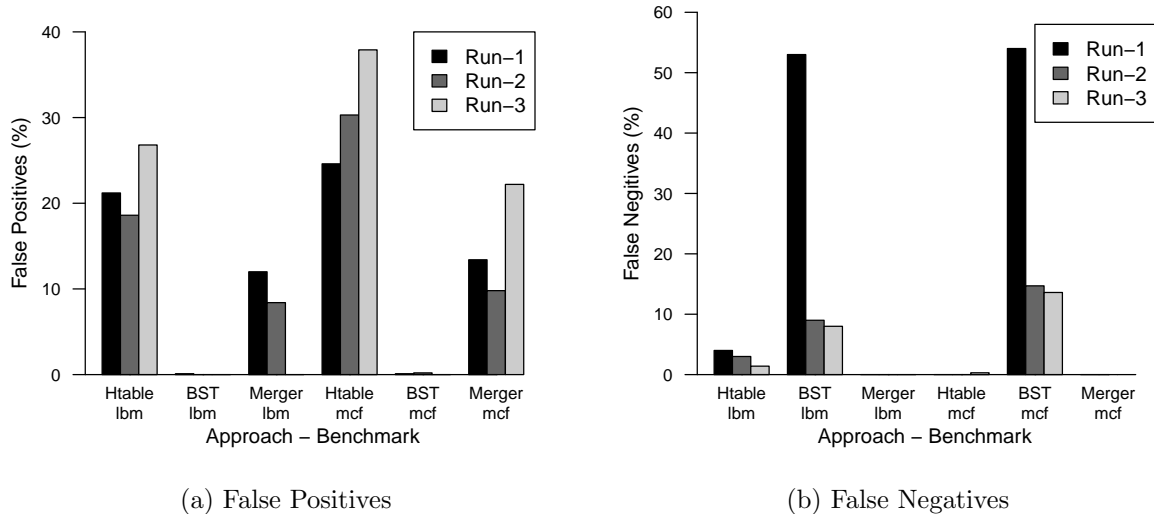 False Positives (%)
0
10
20
30
40
Run−1
Run−2
Run−3
Htable
lbm
BST
lbm
Merger
lbm
Htable
mcf
BST
mcf
Merger
mcf
Approach − Benchmark
(a) False Positives
False Negitives (%)
0
10
20
30
40
50
60
Run−1
Run−2
Run−3
Htable
lbm
BST
lbm
Merger
lbm
Htable
mcf
BST
mcf
Merger
mcf
Approach − Benchmark
(b) False Negatives